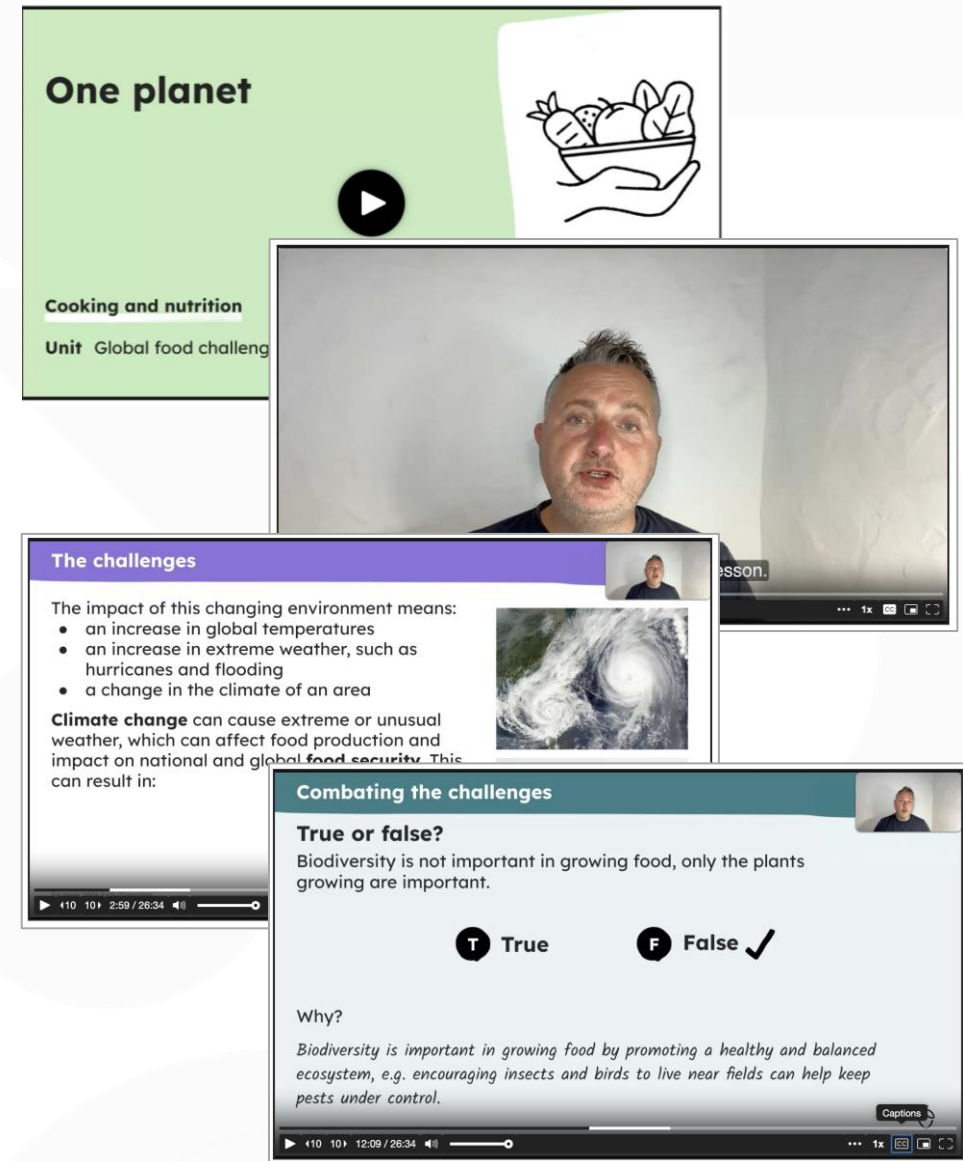 One planet
Cooking and nutrition
Unit Global food challeng
esson.
1x CC
The challenges
The impact of this changing environment means:
● an increase in global temperatures
● an increase in extreme weather, such as
hurricanes and flooding
● a change in the climate of an area
Climate change can cause extreme or unusual
weather, which can affect food production and
impact on national and global food security. This
can result in:
10 10 2:59 / 26:34
Combating the challenges
True or false?
Biodiversity is not important in growing food, only the plants
growing are important.
T True F False
Why?
Biodiversity is important in growing food by promoting a healthy and balanced
ecosystem, e.g. encouraging insects and birds to live near fields can help keep
pests under control.
Captions
10 10 12:09 / 26:34 1x CC